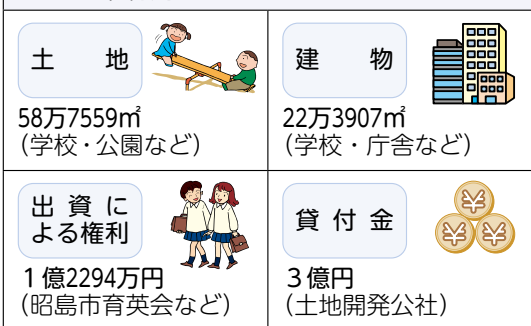 土地
58万7559㎡
(学校・公園など)
建物
22万3907㎡
(学校・庁舎など)
出資に
よる権利
1億2294万円
(昭島市育英会など)
貸付金
3億円
(土地開発公社)